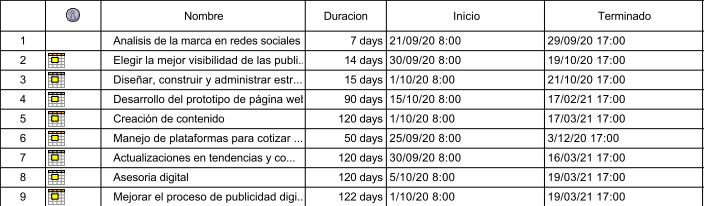 Nombre Duracion Inicio Terminado
1 Analisis de la marca en redes sociales 7 days 21/09/20 8:00 29/09/20 17:00
2 Elegir la mejor visibilidad de las publi... 14 days 30/09/20 8:00 19/10/20 17:00
3 Diseñar, construir y administrar estr... 15 days 1/10/20 8:00 21/10/20 17:00
4 Desarrollo del prototipo de página web 90 days 15/10/20 8:00 17/02/21 17:00
5 Creación de contenido 120 days 1/10/20 8:00 17/03/21 17:00
6 Manejo de plataformas para cotizar ... 50 days 25/09/20 8:00 3/12/20 17:00
7 Actualizaciones en tendencias y co... 120 days 30/09/20 8:00 16/03/21 17:00
8 Asesoria digital 120 days 5/10/20 8:00 19/03/21 17:00
9 Mejorar el proceso de publicidad digi... 122 days 1/10/20 8:00 19/03/21 17:00